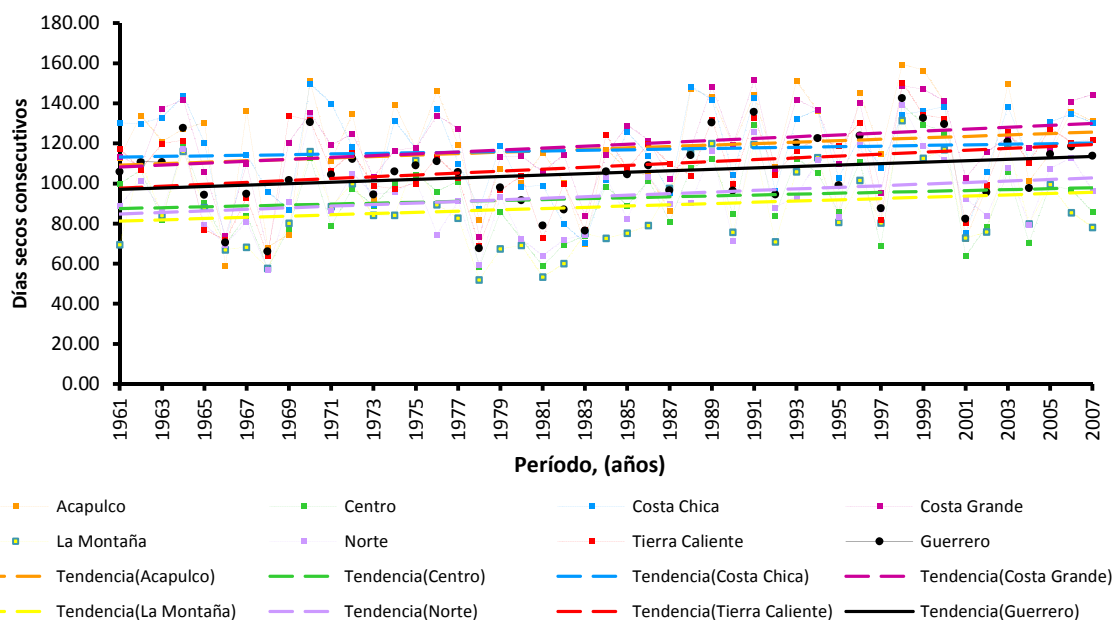 180.00
160.00
140.00
120.00
100.00
80.00
60.00
40.00
20.00
0.00
Días secos consecutivos
1961 1963 1965 1967 1969 1971 1973 1975 1977 1979 1981 1983 1985 1987 1989 1991 1993 1995 1997 1999 2001 2003 2005 2007
Período, (años)
Acapulco Centro Costa Chica Costa Grande
La Montaña Norte Tierra Caliente Guerrero
Tendencia(Acapulco) Tendencia(Centro) Tendencia(Costa Chica) Tendencia(Costa Grande)
Tendencia(La Montaña) Tendencia(Norte) Tendencia(Tierra Caliente) Tendencia(Guerrero)